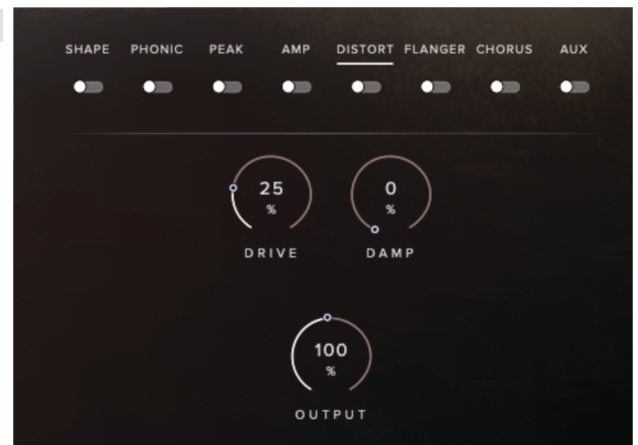 SHAPE PHONIC PEAK AMP DISTORT FLANGER CHORUS AUX
25 0
% %
DRIVE DAMP
100
%
OUTPUT